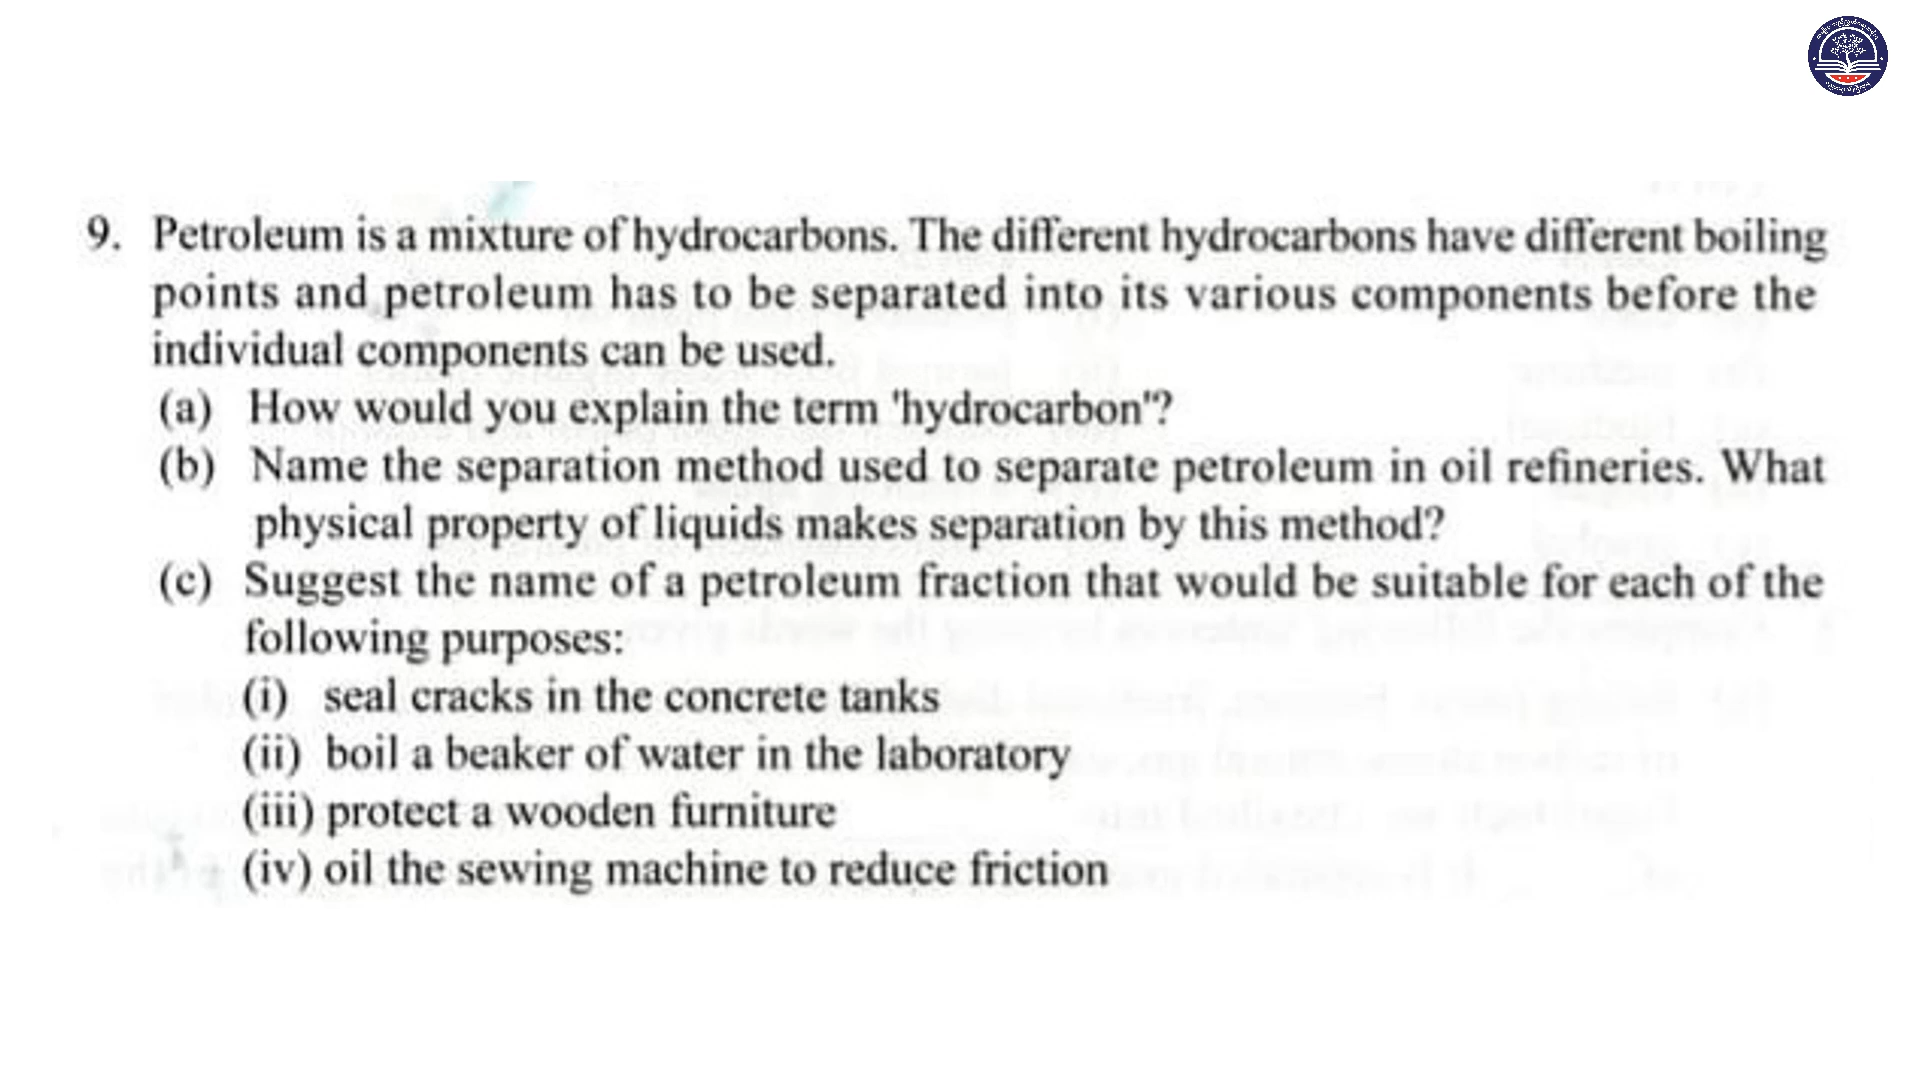 9. Petroleum is a mixture of hydrocarbons. The different hydrocarbons have different boiling
points and petroleum has to be separated into its various components before the
individual components can be used.
(a) How would you explain the term 'hydrocarbon'?
(b) Name the separation method used to separate petroleum in oil refineries. What
physical property of liquids makes separation by this method?
(c) Suggest the name of a petroleum fraction that would be suitable for each of the
following purposes:
(i) seal cracks in the concrete tanks
(ii) boil a beaker of water in the laboratory
(iii) protect a wooden furniture
(iv) oil the sewing machine to reduce friction